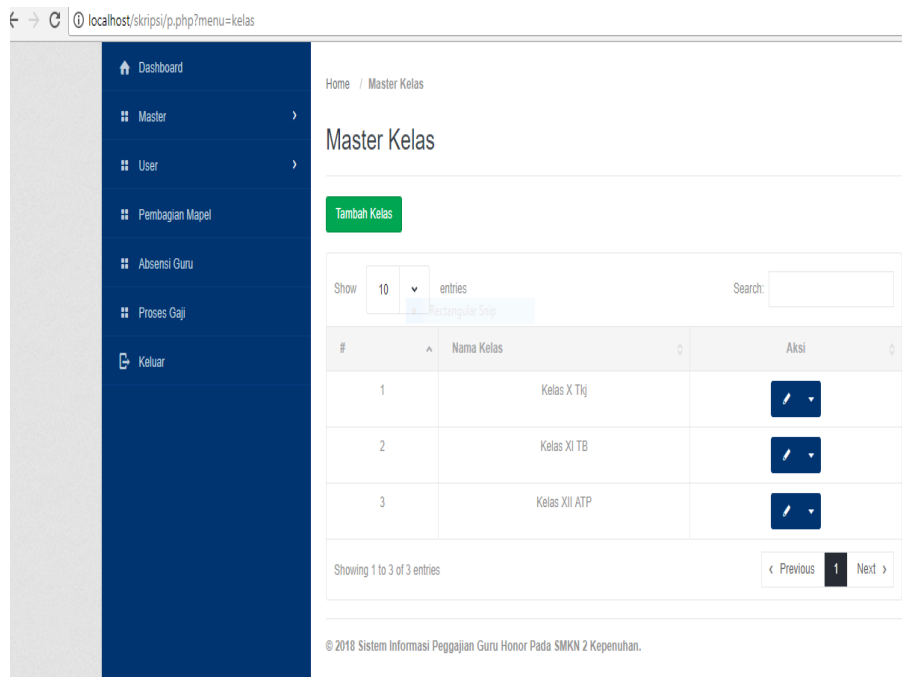 localhost/skripsi/p.php?menu=kelas
Dashboard
Master
User
Pembagian Mapel
Absensi Guru
Proses Gaji
Keluar
Home / Master Kelas
Master Kelas
Tambah Kelas
Show 10 entries Search:
Rectangular Snip
# Nama Kelas Aksi
1 Kelas X Tkj
2 Kelas XI TB
3 Kelas XII ATP
Showing 1 to 3 of 3 entries ‹ Previous 1 Next ›
© 2018 Sistem Informasi Peggajian Guru Honor Pada SMKN 2 Kepenuhan.